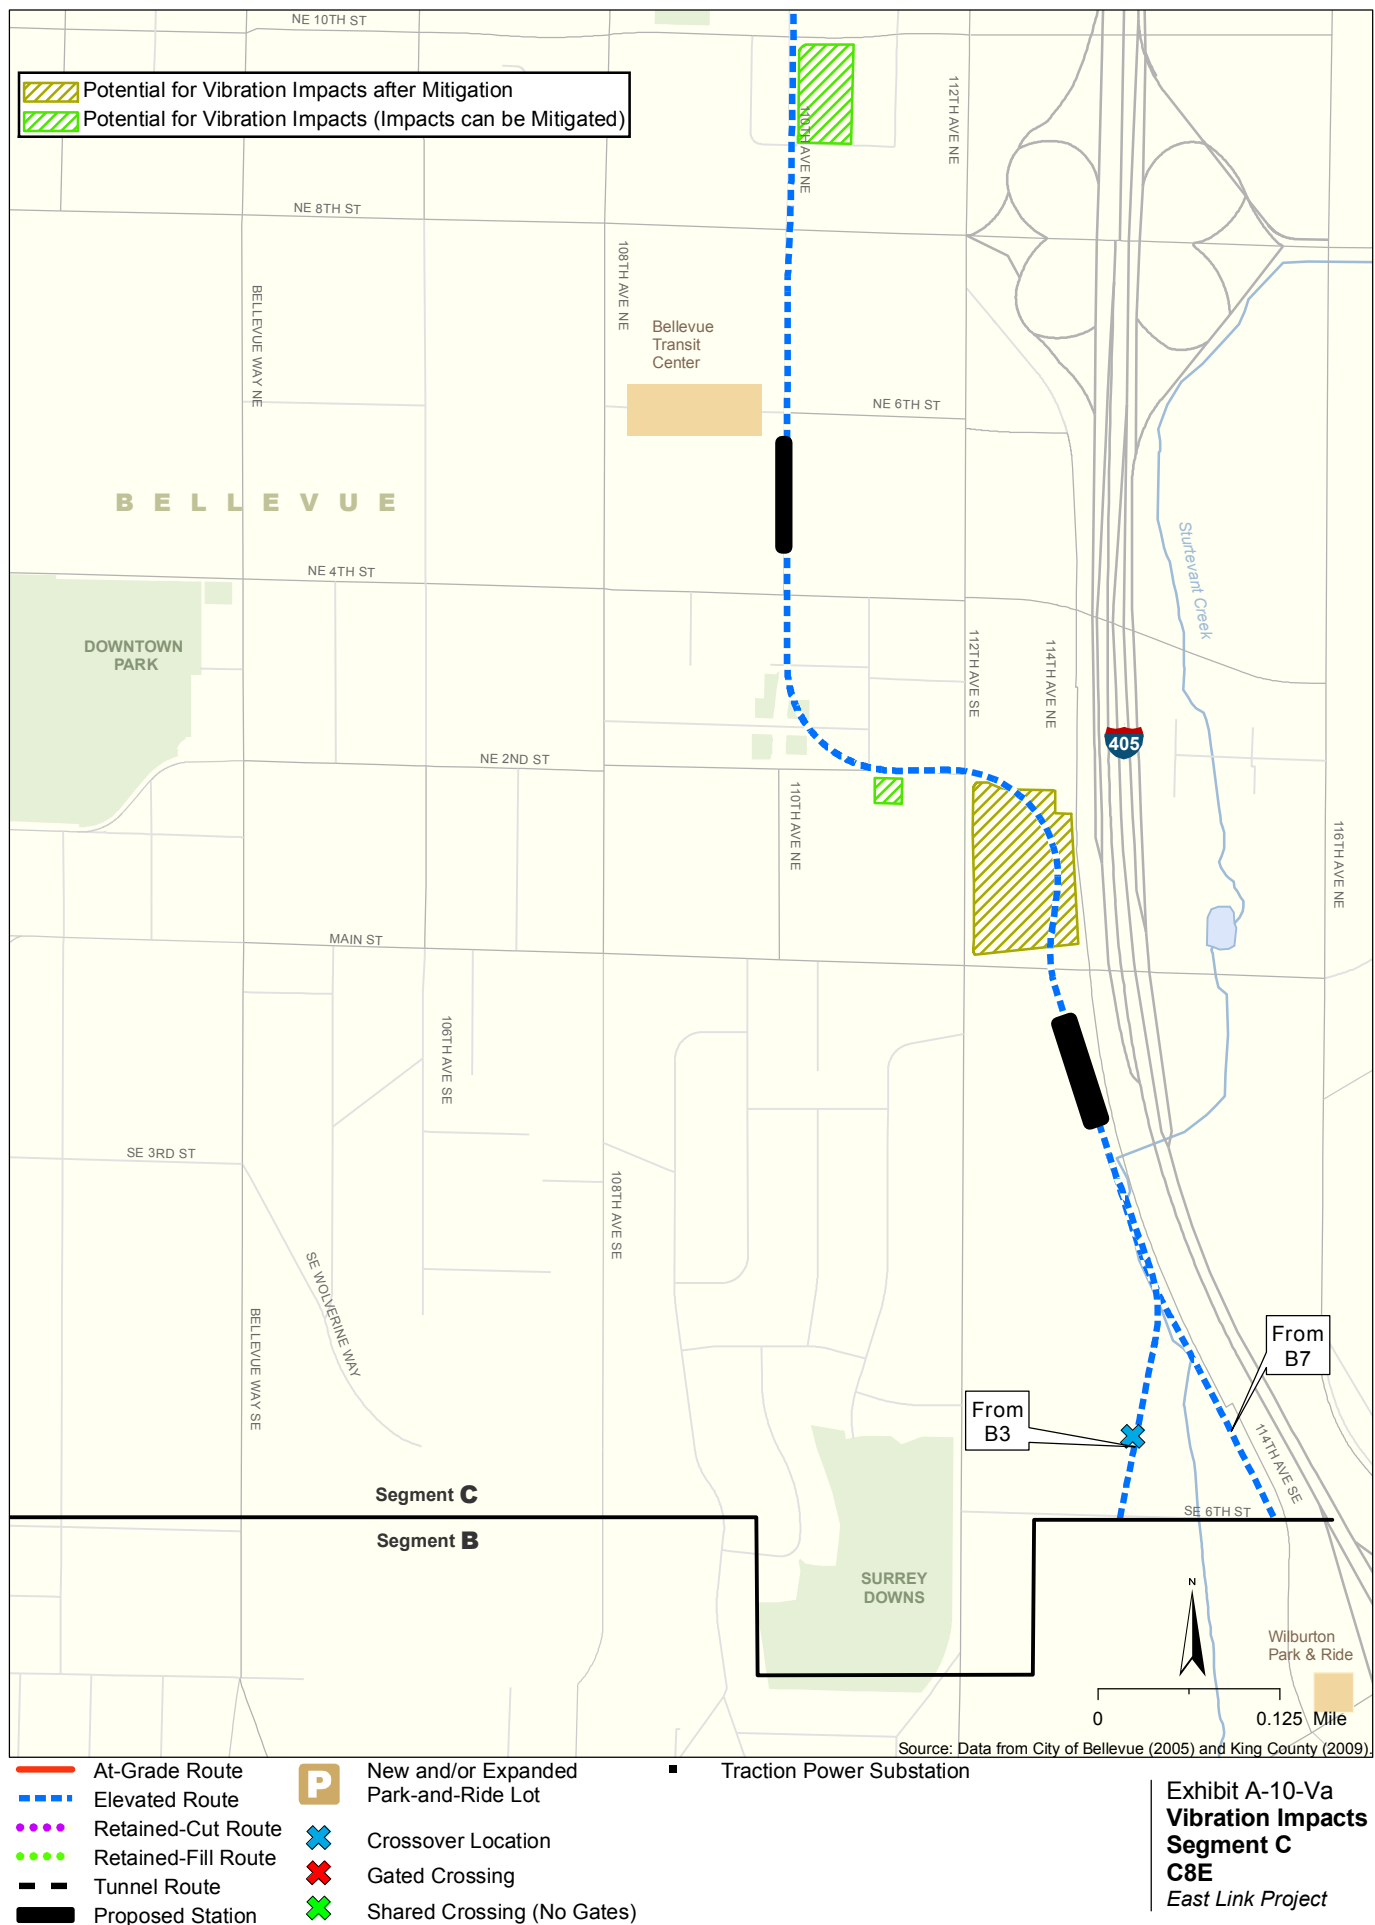 NE 10TH ST
Potential for Vibration Impacts after Mitigation
Potential for Vibration Impacts (Impacts can be Mitigated)
110TH AVE NE
112TH AVE NE
NE 8TH ST
108TH AVE NE
BELLEVUE WAY NE
Bellevue
Transit
Center
NE 6TH ST
BELLEVUE
Sturtevant Creek
NE 4TH ST
DOWNTOWN
PARK
112TH AVE SE
114TH AVE NE
405
NE 2ND ST
110TH AVE NE
116TH AVE NE
MAIN ST
106TH AVE SE
SE 3RD ST
108TH AVE SE
SE WOLVERINE WAY
BELLEVUE WAY SE
From
B7
From
B3
114TH AVE SE
Segment C
SE 6TH ST
Segment B
SURREY
DOWNS
N
Wilburton
Park & Ride
0
0.125 Mile
Source: Data from City of Bellevue (2005) and King County (2009).
At-Grade Route
Elevated Route
Retained-Cut Route
Retained-Fill Route
Tunnel Route
Proposed Station
P
New and/or Expanded
Park-and-Ride Lot
Crossover Location
Gated Crossing
Shared Crossing (No Gates)
Traction Power Substation
Exhibit A-10-Va
Vibration Impacts
Segment C
C8E
East Link Project